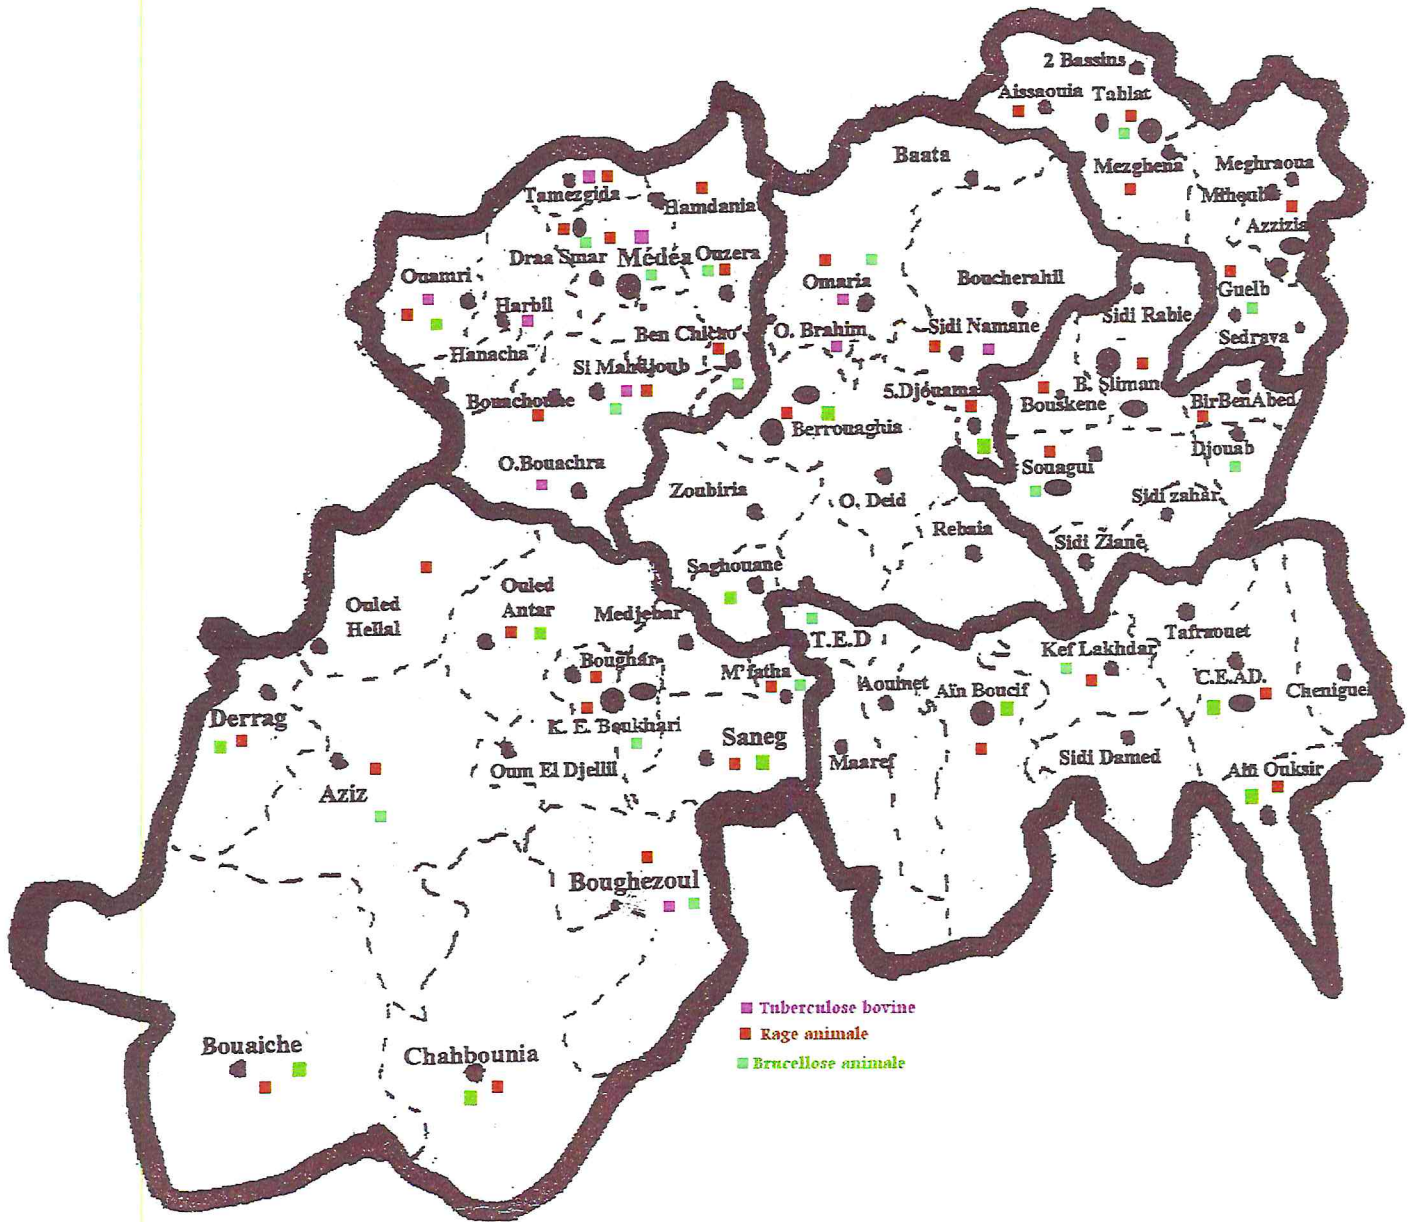 2 Bassins
Aissaouia
Tablat
Baata
Mezghena
Meghraoua
Mihoub
Tamezgida
Hamdania
Azzizia
Draa Smar
Médéa
Ouzera
Ouamri
Omaria
Boucherahil
Guelb
Harbil
Sidi Rabie
Ben Chicao
O. Brahim
Sidi Namane
Sedraya
Hanacha
Si Mahdjoub
5.Djouamaa
B. Slimane
Bouskene
BirBenAbed
Bouachoune
Berrouaghia
Djouab
O.Bouachra
Souagui
Zoubiria
O. Deid
Sidi zahar
Rebaia
Sidi Ziane
Saghouane
Ouled
Antar
Ouled
Hellal
Medjebar
T.E.D
Kef Lakhdar
Tafraouet
Boughar
M'fatha
Aouinet
Aïn Boucif
C.E.AD.
Cheniguel
Derrag
K. E. Boukhari
Saneg
Oum El Djellil
Maaref
Sidi Damed
Aïn Ouksir
Aziz
Boughezoul
Tuberculose bovine
Rage animale
Brucellose animale
Bouaiche
Chahbounia